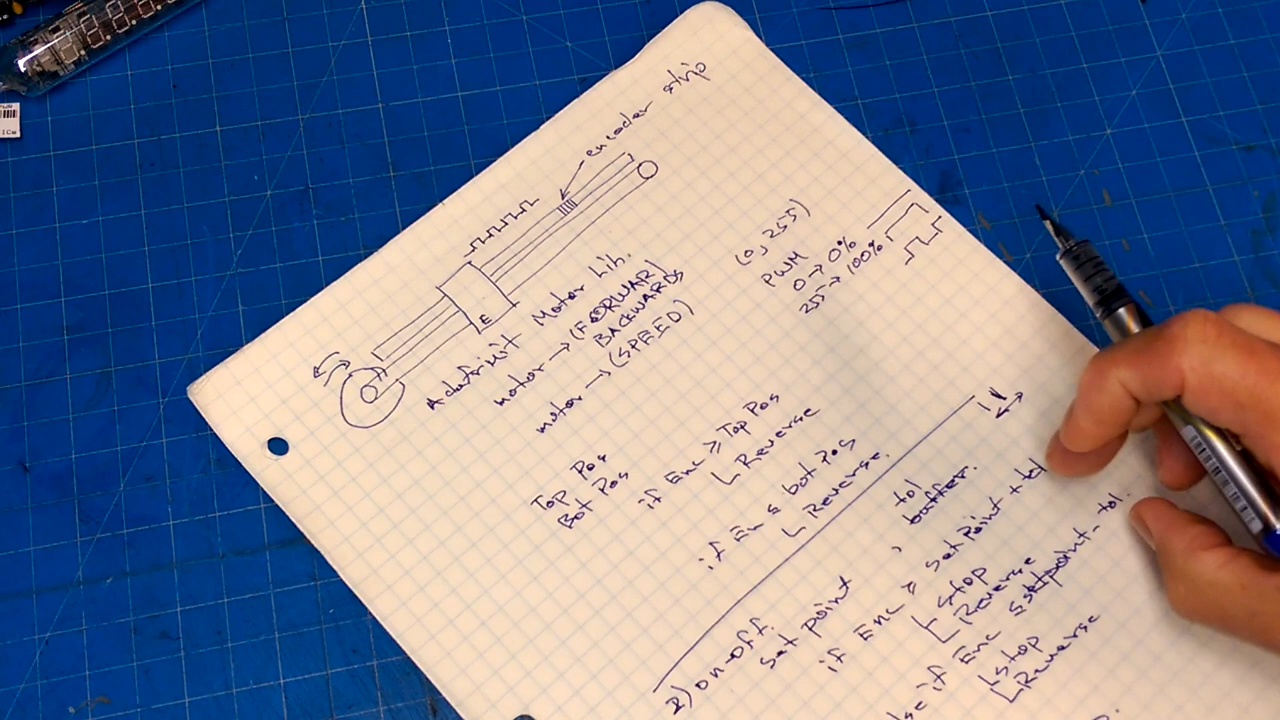 encoder strip
E
Adafruit Motor Lib.
motor → (FORWAR)
BACKWARDS
motor → (SPEED)
(0, 255)
PWM
0 → 0%
255 → 100%
Top Pos
Bot Pos
if Enc ≥ Top Pos
↳ Reverse
if Enc ≤ bot Pos
↳ Reverse.
2) on-off.
set point , tol
buffer.
if Enc ≥ set Point + tol
↳ stop
↳ Reverse
else if Enc ≤ setpoint - tol.
↳ stop
↳ Reverse